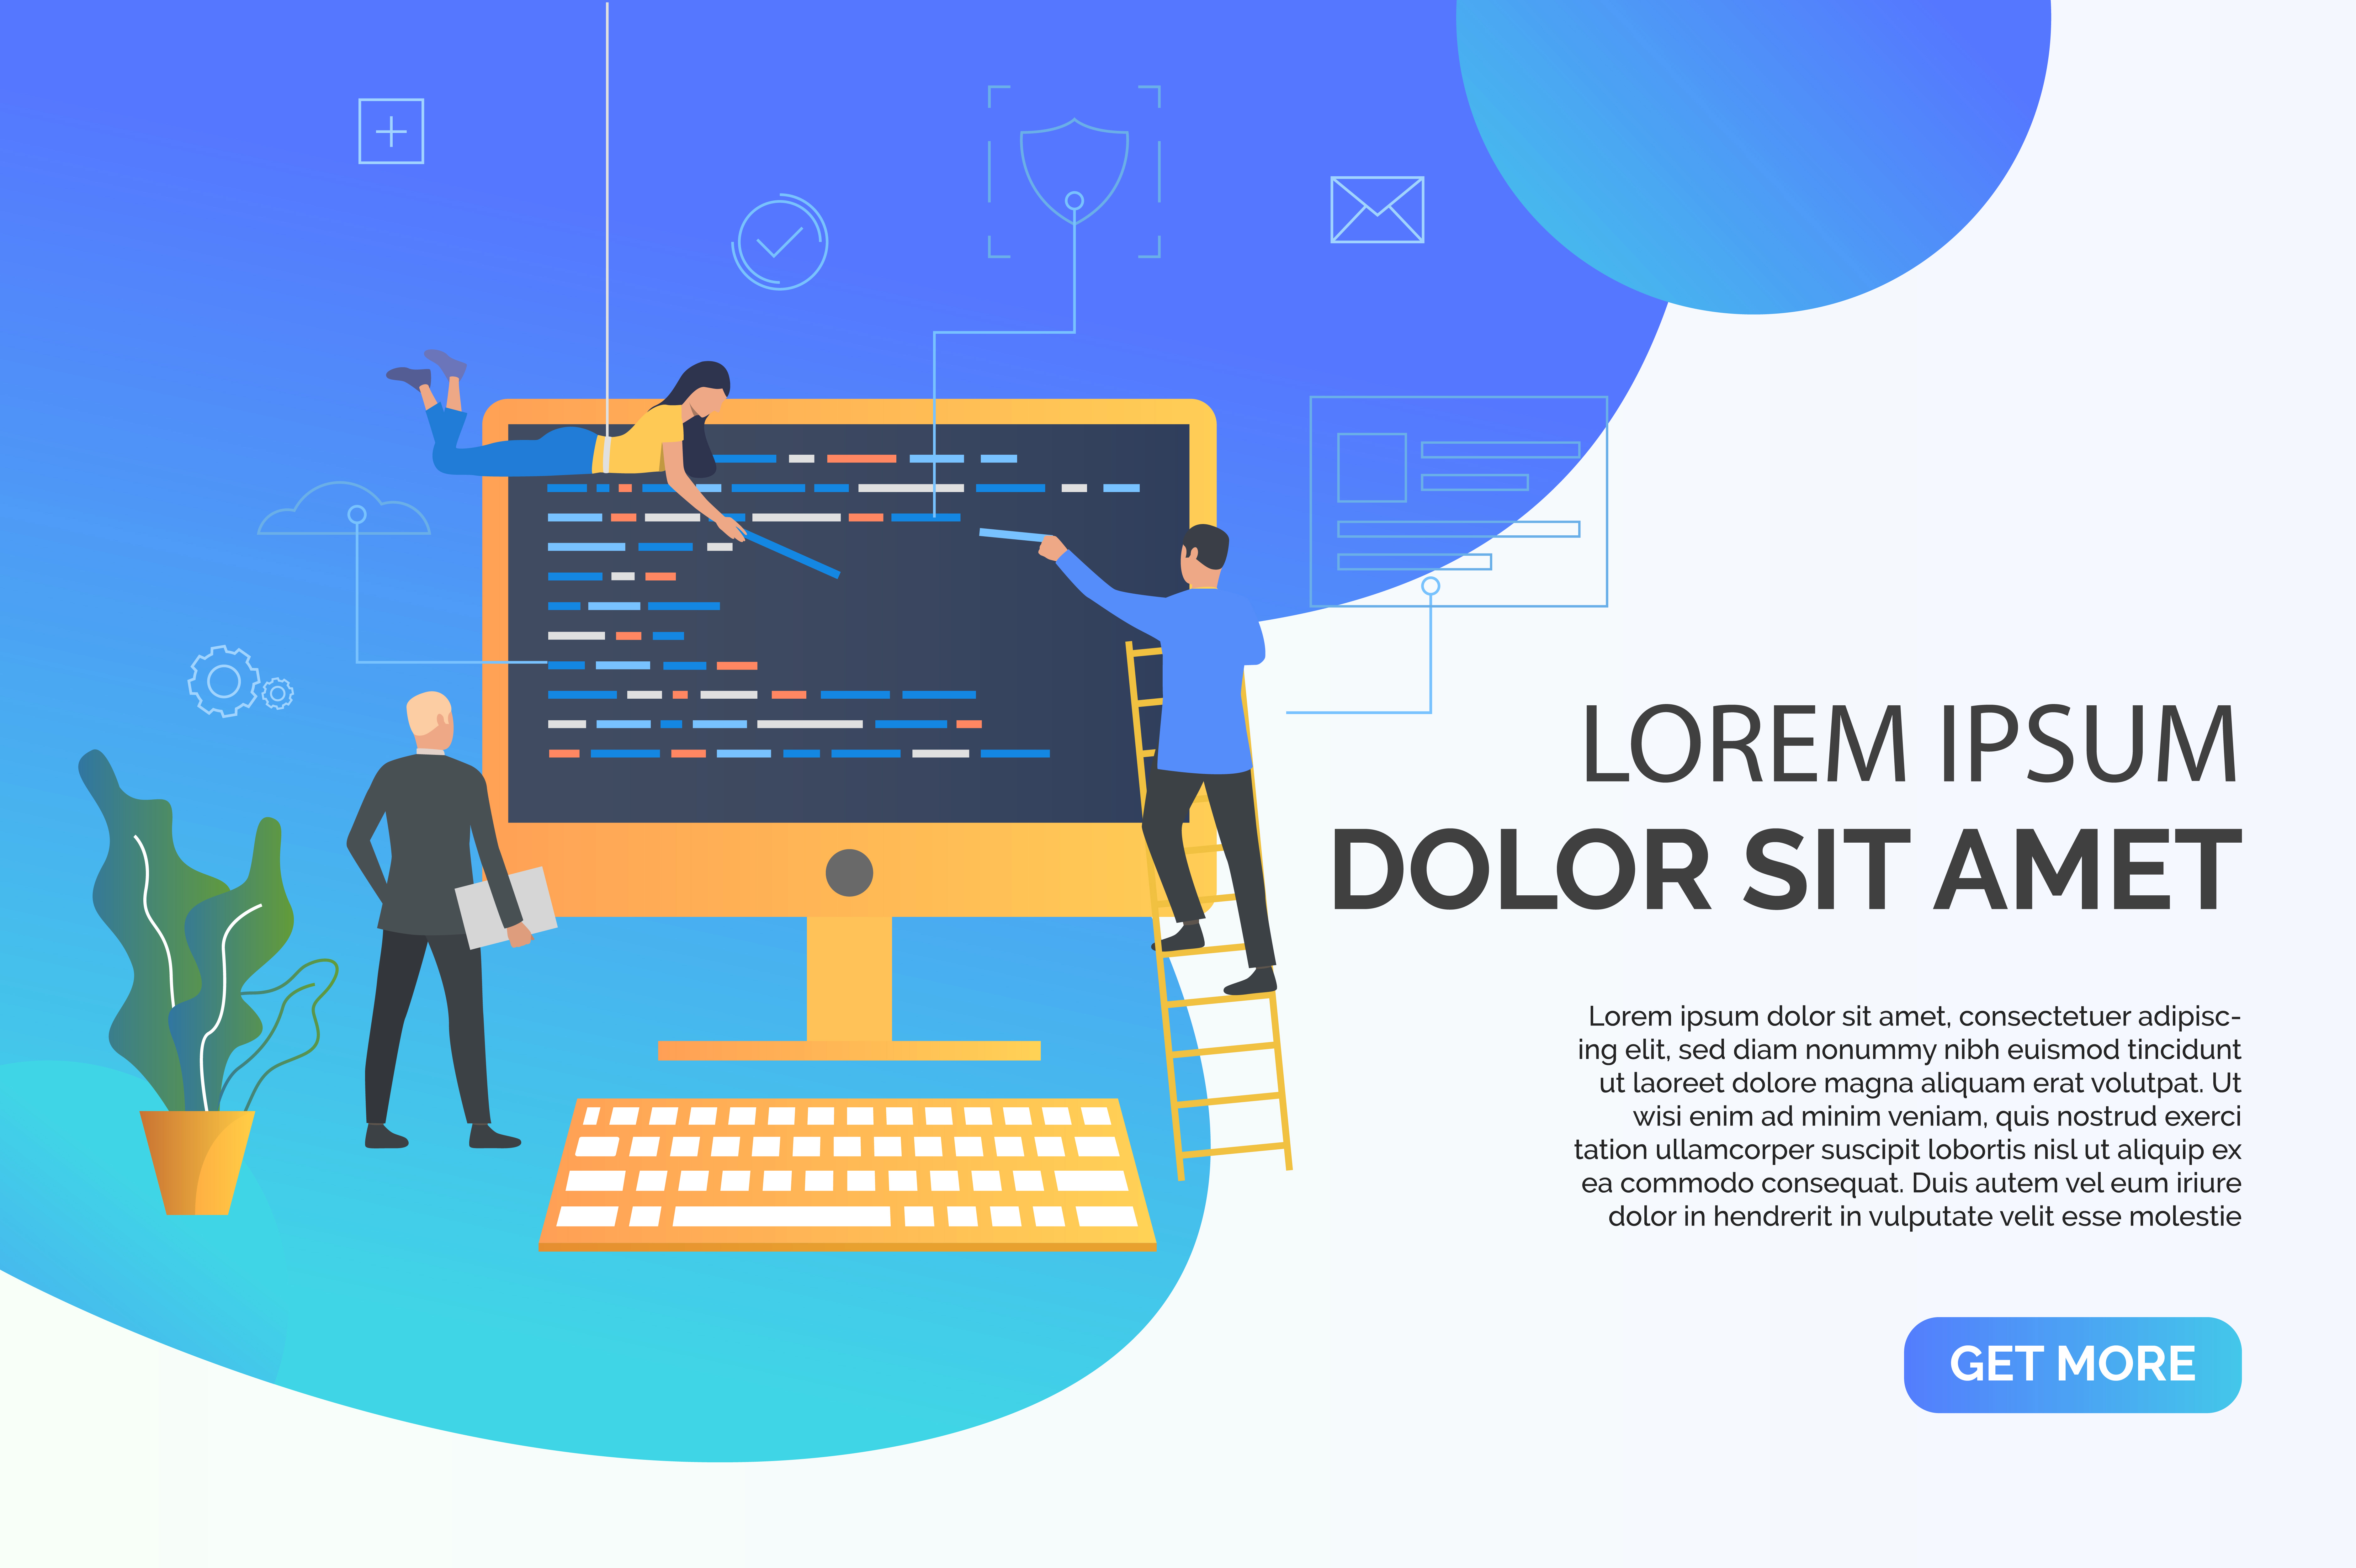 LOREM IPSUM
DOLOR SIT AMET
Lorem ipsum dolor sit amet, consectetuer adipisc-
ing elit, sed diam nonummy nibh euismod tincidunt
ut laoreet dolore magna aliquam erat volutpat. Ut
wisi enim ad minim veniam, quis nostrud exerci
tation ullamcorper suscipit lobortis nisl ut aliquip ex
ea commodo consequat. Duis autem vel eum iriure
dolor in hendrerit in vulputate velit esse molestie
GET MORE